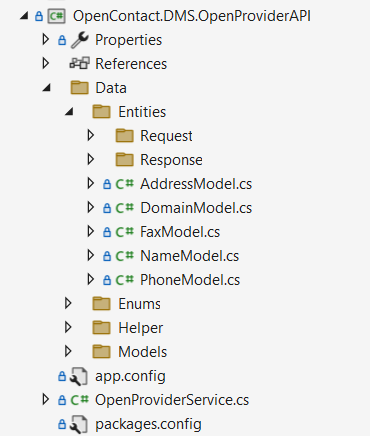 C# OpenContact.DMS.OpenProviderAPI
Properties
References
Data
Entities
Request
Response
C# AddressModel.cs
C# DomainModel.cs
C# FaxModel.cs
C# NameModel.cs
C# PhoneModel.cs
Enums
Helper
Models
app.config
C# OpenProviderService.cs
packages.config